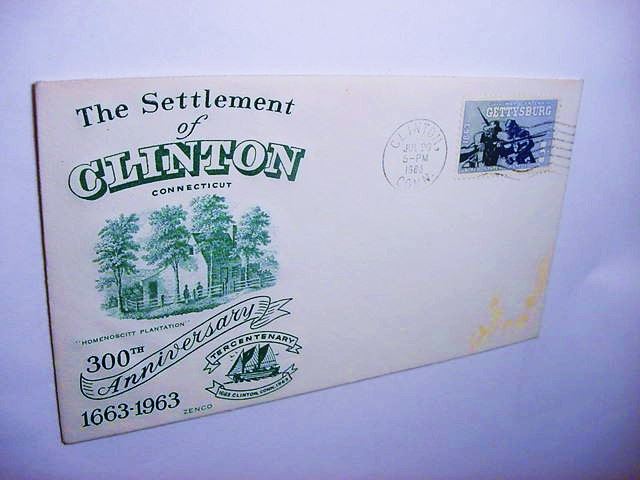 The Settlement
of
CLINTON
CONNECTICUT
"HOMENOSCITT PLANTATION"
300TH
Anniversary
1663-1963
ZENCO
TERCENTENARY
1663 CLINTON, CONN. 1963
CLINTON
JUL 29
5-PM
1963
CONN.
GETTYSBURG